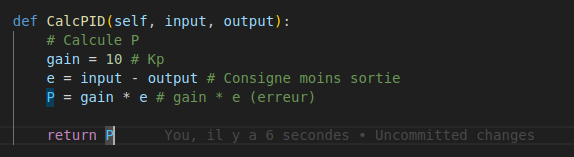 def CalcPID(self, input, output):
# Calcule P
gain = 10 # Kp
e = input - output # Consigne moins sortie
P = gain * e # gain * e (erreur)
return P You, il y a 6 secondes • Uncommitted changes